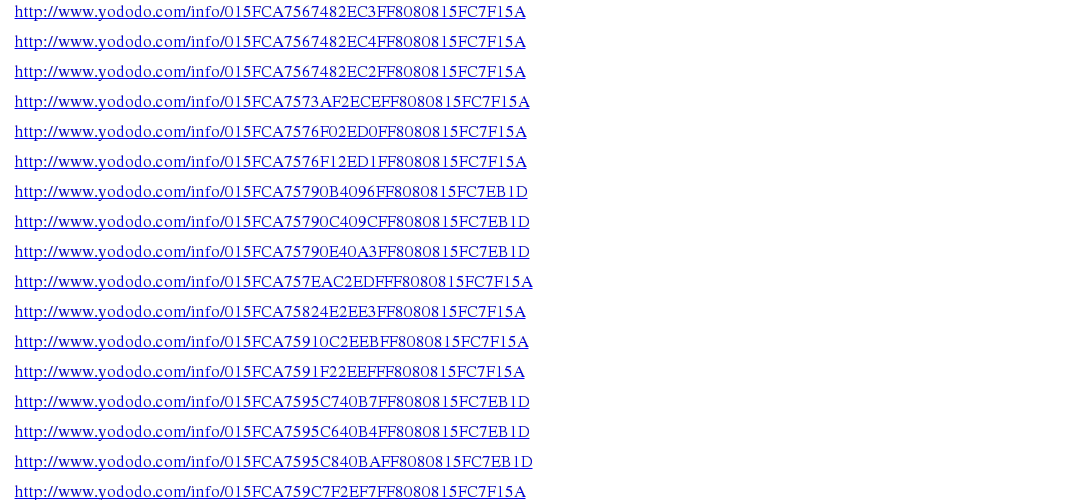 http://www.yododo.com/info/015FCA7567482EC3FF8080815FC7F15A
http://www.yododo.com/info/015FCA7567482EC4FF8080815FC7F15A
http://www.yododo.com/info/015FCA7567482EC2FF8080815FC7F15A
http://www.yododo.com/info/015FCA7573AF2ECEFF8080815FC7F15A
http://www.yododo.com/info/015FCA7576F02ED0FF8080815FC7F15A
http://www.yododo.com/info/015FCA7576F12ED1FF8080815FC7F15A
http://www.yododo.com/info/015FCA75790B4096FF8080815FC7EB1D
http://www.yododo.com/info/015FCA75790C409CFF8080815FC7EB1D
http://www.yododo.com/info/015FCA75790E40A3FF8080815FC7EB1D
http://www.yododo.com/info/015FCA757EAC2EDFFF8080815FC7F15A
http://www.yododo.com/info/015FCA75824E2EE3FF8080815FC7F15A
http://www.yododo.com/info/015FCA75910C2EEBFF8080815FC7F15A
http://www.yododo.com/info/015FCA7591F22EEFFF8080815FC7F15A
http://www.yododo.com/info/015FCA7595C740B7FF8080815FC7EB1D
http://www.yododo.com/info/015FCA7595C640B4FF8080815FC7EB1D
http://www.yododo.com/info/015FCA7595C840BAFF8080815FC7EB1D
http://www.yododo.com/info/015FCA759C7F2EF7FF8080815FC7F15A